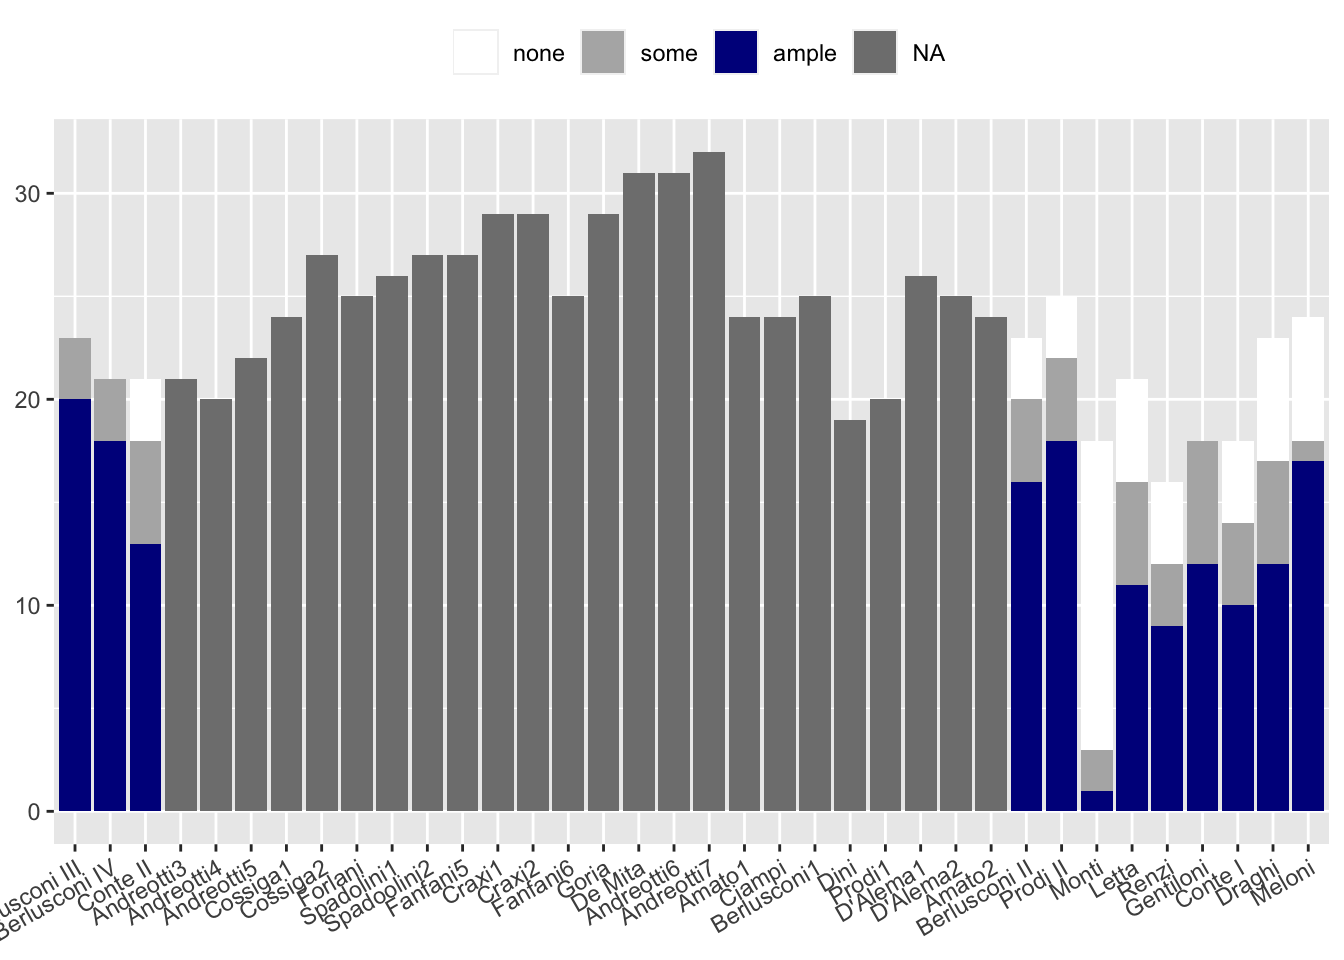 none some ample NA
30
20
10
0
usconi III
Berlusconi IV
Conte II
Andreotti3
Andreotti4
Andreotti5
Cossiga1
Cossiga2
Forlani
Spadolini1
Spadolini2
Fanfani5
Craxi1
Craxi2
Fanfani6
Goria
De Mita
Andreotti6
Andreotti7
Amato1
Ciampi
Berlusconi1
Dini
Prodi1
D'Alema1
D'Alema2
Amato2
Berlusconi II
Prodi II
Monti
Letta
Renzi
Gentiloni
Conte I
Draghi
Meloni